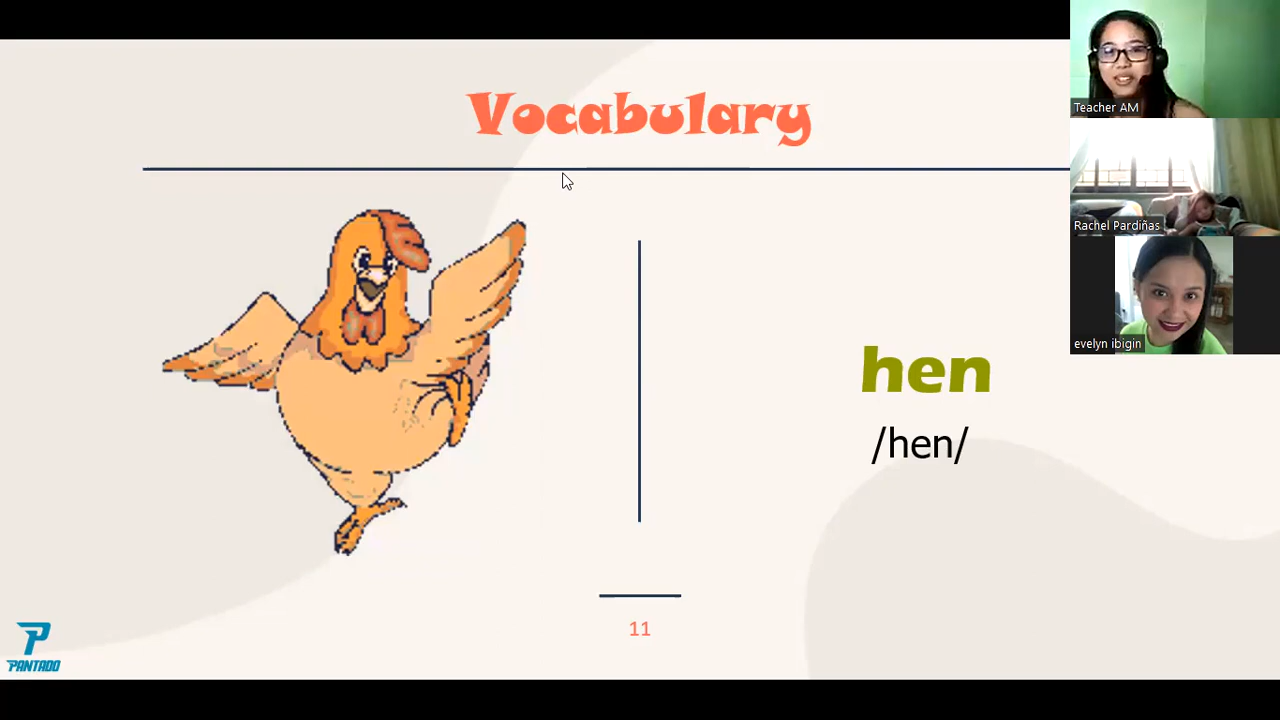 Vocabulary
hen
/hen/
11
PANTADO
Teacher AM
Rachel Pardiñas
evelyn ibigin